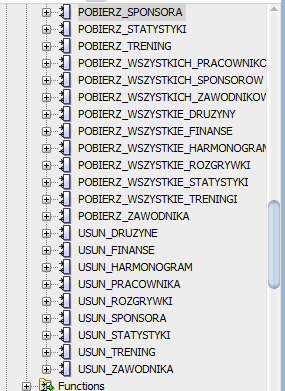 POBIERZ_SPONSORA
POBIERZ_STATYSTYKI
POBIERZ_TRENING
POBIERZ_WSZYSTKICH_PRACOWNIKO
POBIERZ_WSZYSTKICH_SPONSOROW
POBIERZ_WSZYSTKICH_ZAWODNIKOW
POBIERZ_WSZYSTKIE_DRUZYNY
POBIERZ_WSZYSTKIE_FINANSE
POBIERZ_WSZYSTKIE_HARMONOGRAM
POBIERZ_WSZYSTKIE_ROZGRYWKI
POBIERZ_WSZYSTKIE_STATYSTYKI
POBIERZ_WSZYSTKIE_TRENINGI
POBIERZ_ZAWODNIKA
USUN_DRUZYNE
USUN_FINANSE
USUN_HARMONOGRAM
USUN_PRACOWNIKA
USUN_ROZGRYWKI
USUN_SPONSORA
USUN_STATYSTYKI
USUN_TRENING
USUN_ZAWODNIKA
Functions